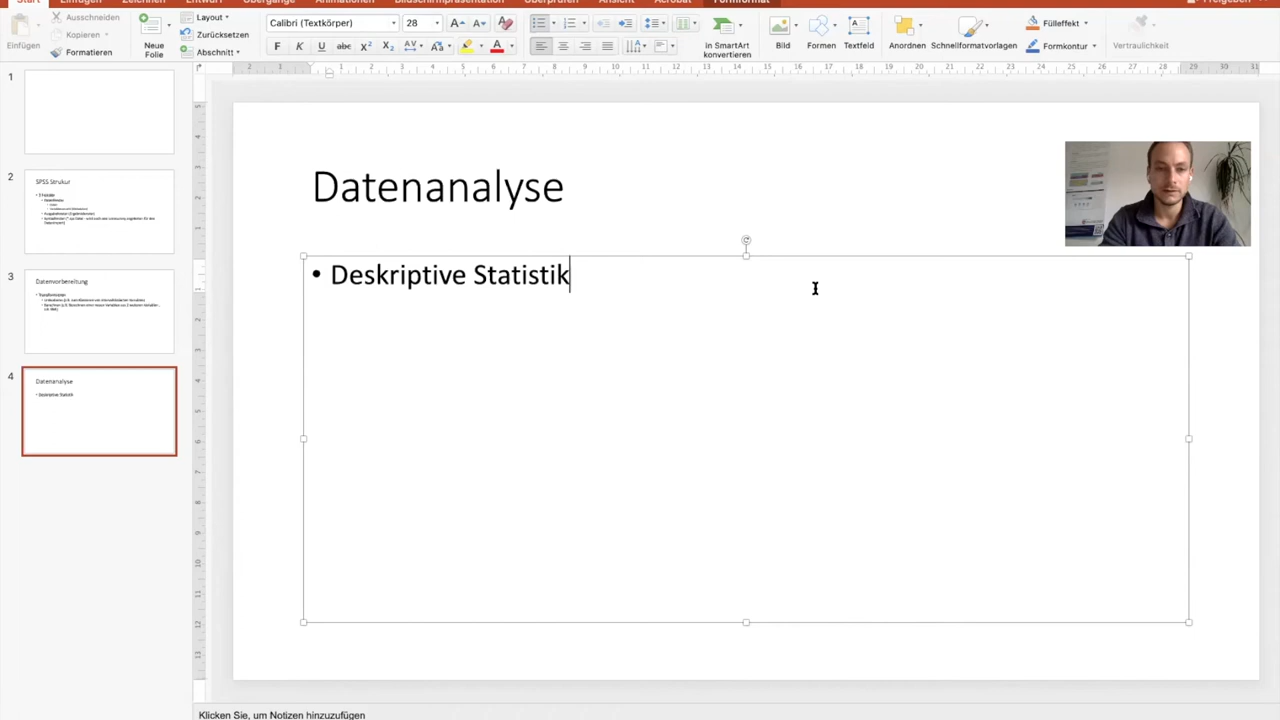 Start Einfügen Zeichnen Entwurf Übergänge Animationen Bildschirmpräsentation Überprüfen Ansicht Acrobat Formformat Freigeben
Einfügen
Ausschneiden
Kopieren
Formatieren
Neue
Folie
Layout
Zurücksetzen
Abschnitt
Calibri (Textkörper) 28
In SmartArt
konvertieren
Bild
Formen
Textfeld
Anordnen
Schnellformatvorlagen
Fülleffekt
Formkontur
Vertraulichkeit
1
2
SPSS Strukur
3
Datenvorbereitung
4
Datenanalyse
• Deskriptive Statistik
Datenanalyse
• Deskriptive Statistik
Klicken Sie, um Notizen hinzuzufügen